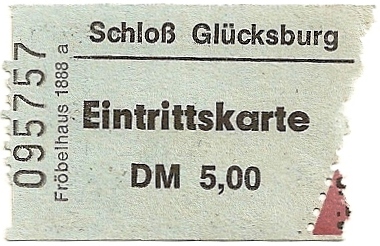 Schloß Glücksburg
Eintrittskarte
DM 5,00
095757
Fröbelhaus 1888 a